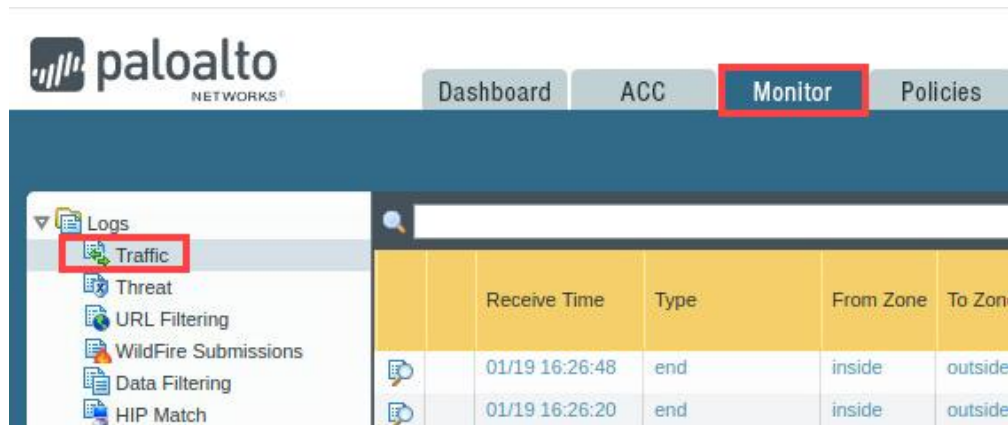 paloalto
NETWORKS®
Dashboard ACC Monitor Policies
Logs
Traffic
Threat
URL Filtering
WildFire Submissions
Data Filtering
HIP Match
Receive Time Type From Zone To Zon
01/19 16:26:48 end inside outside
01/19 16:26:20 end inside outside